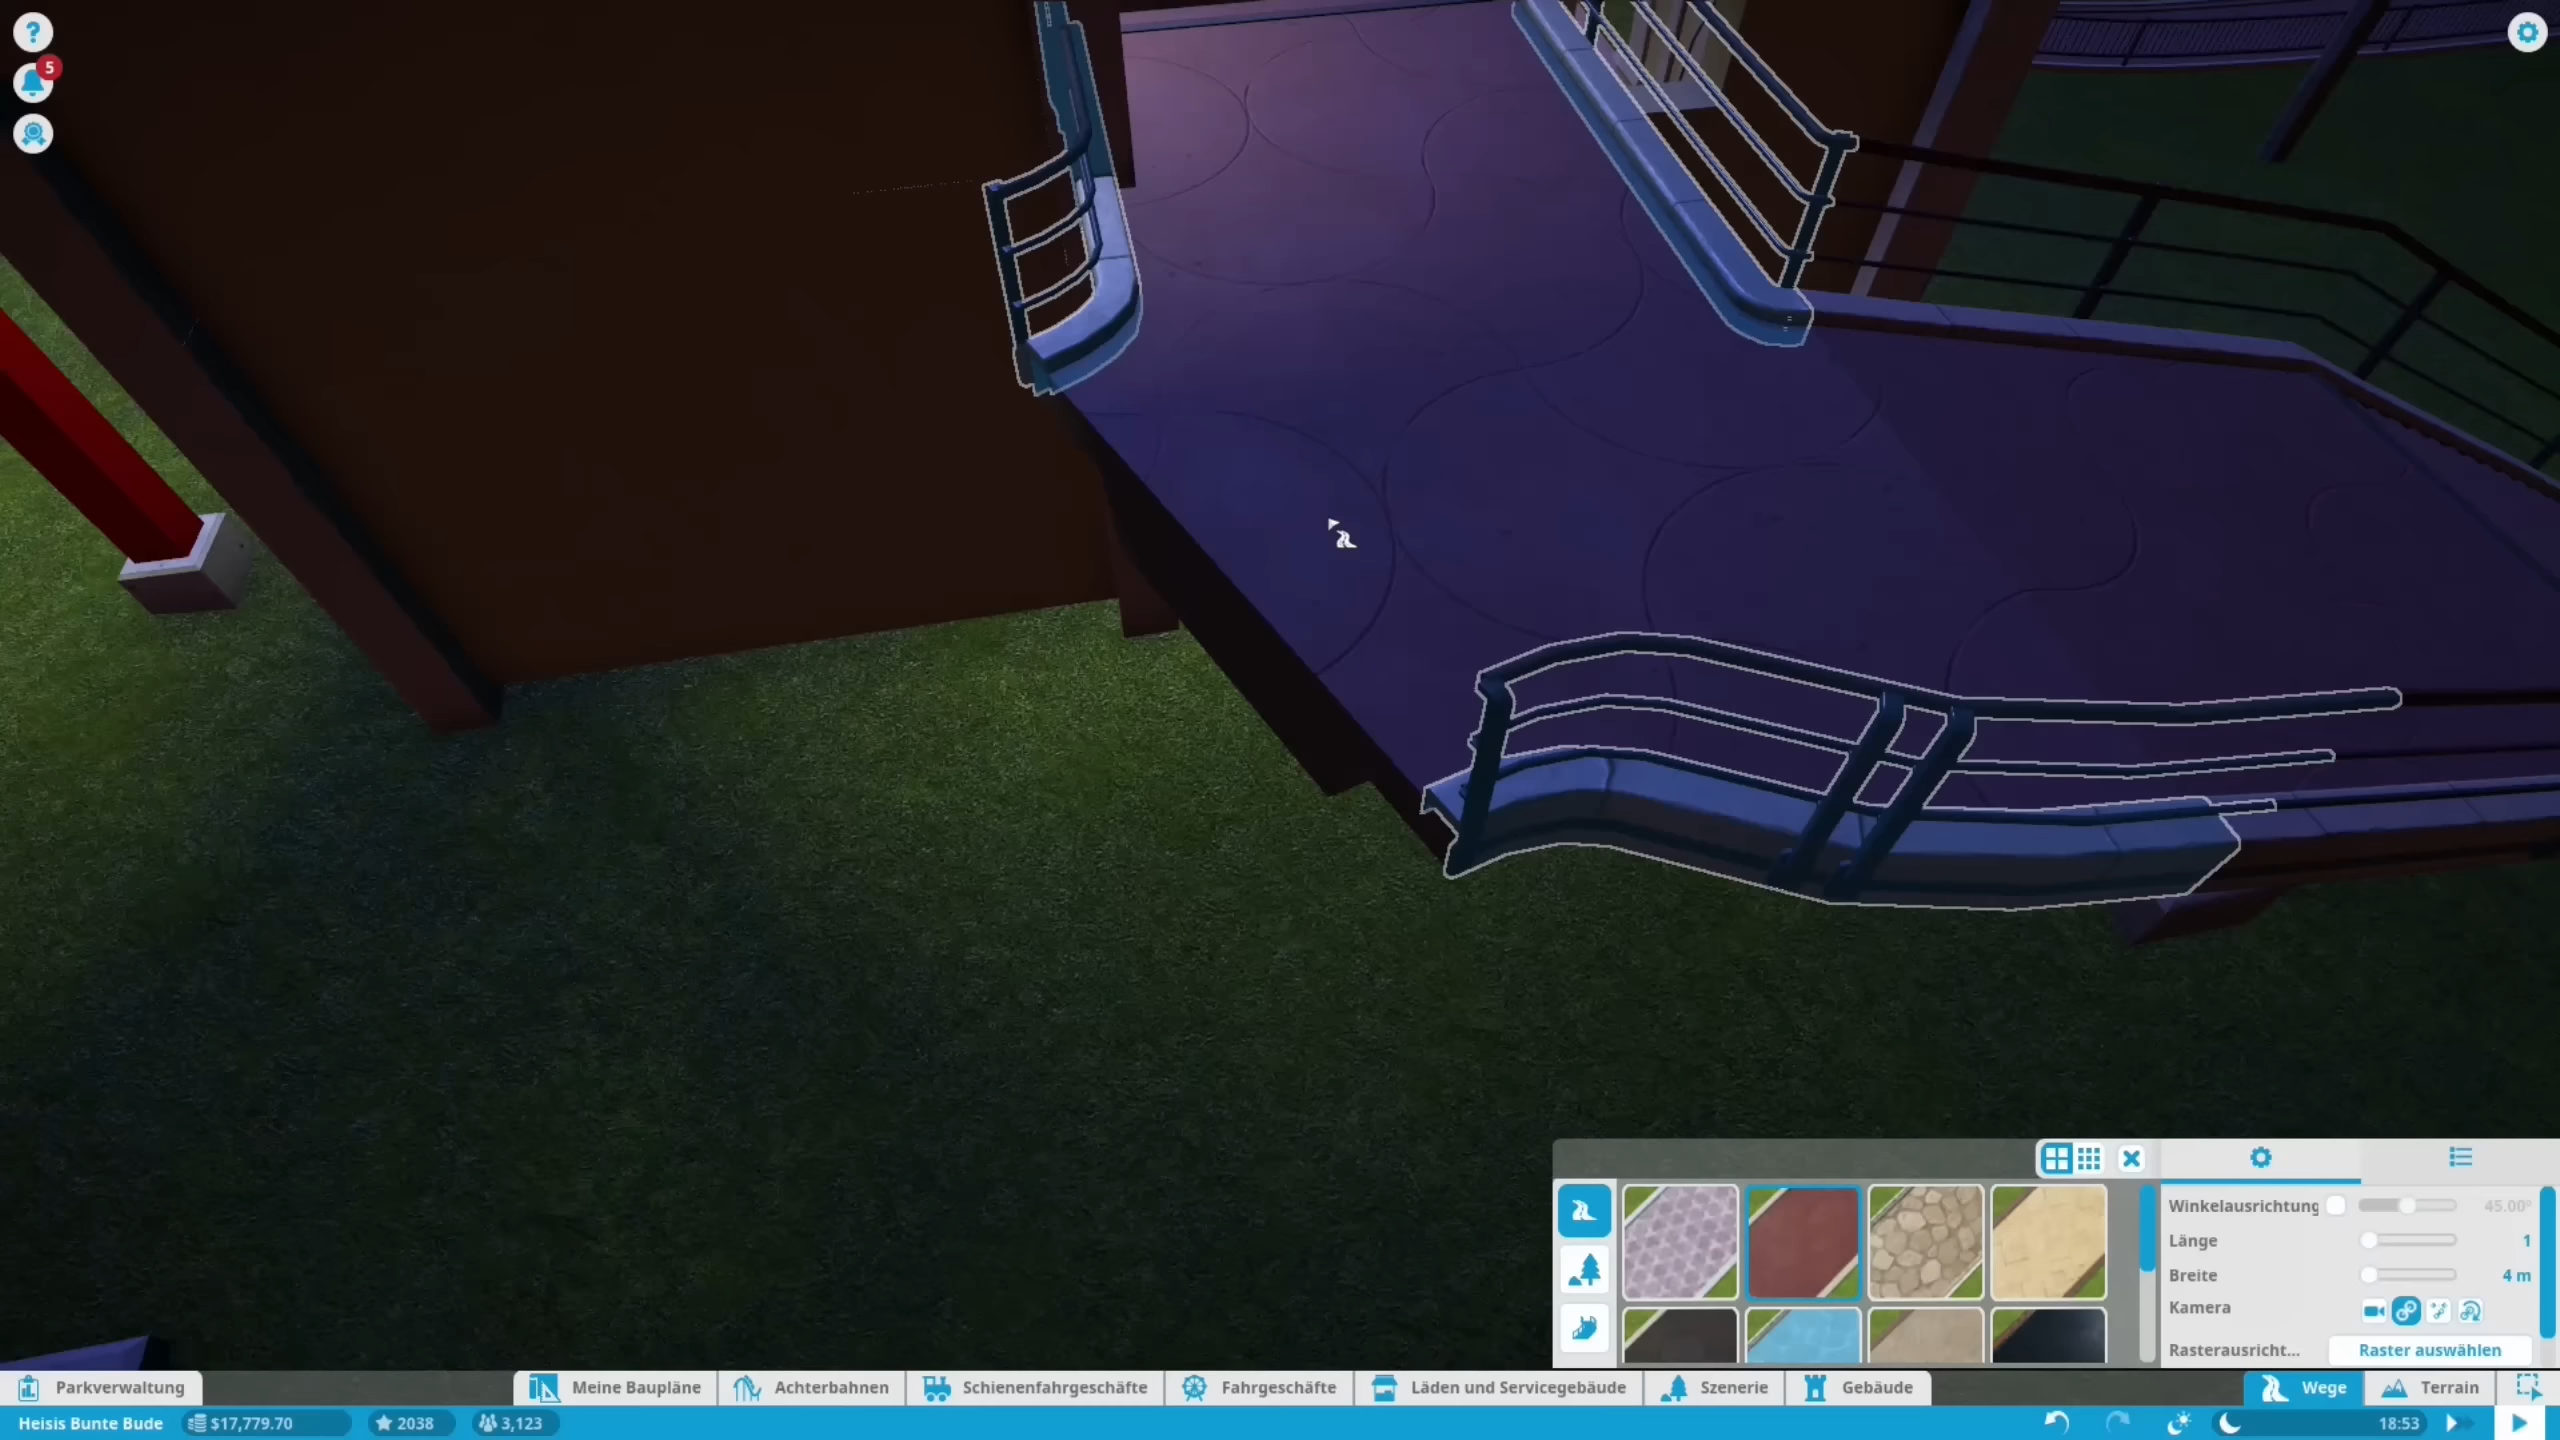 5
Winkelausrichtung 45.00°
Länge 1
Breite 4 m
Kamera
Rasterausricht... Raster auswählen
Parkverwaltung Meine Baupläne Achterbahnen Schienenfahrgeschäfte Fahrgeschäfte Läden und Servicegebäude Szenerie Gebäude Wege Terrain
Heisis Bunte Bude $17,779.70 2038 3,123 18:53